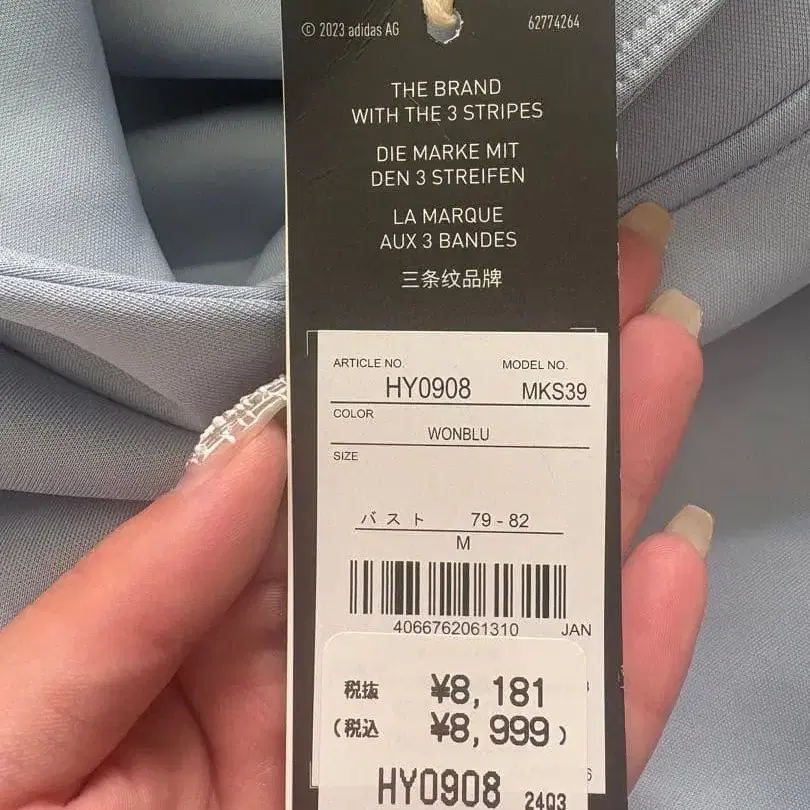 © 2023 adidas AG 62774264
THE BRAND
WITH THE 3 STRIPES
DIE MARKE MIT
DEN 3 STREIFEN
LA MARQUE
AUX 3 BANDES
三条纹品牌
ARTICLE NO. MODEL NO.
HY0908 MKS39
COLOR
WONBLU
SIZE
バスト 79 - 82
M
4066762061310 JAN
税抜 ¥8,181
(税込 ¥8,999)
HY0908 24Q3